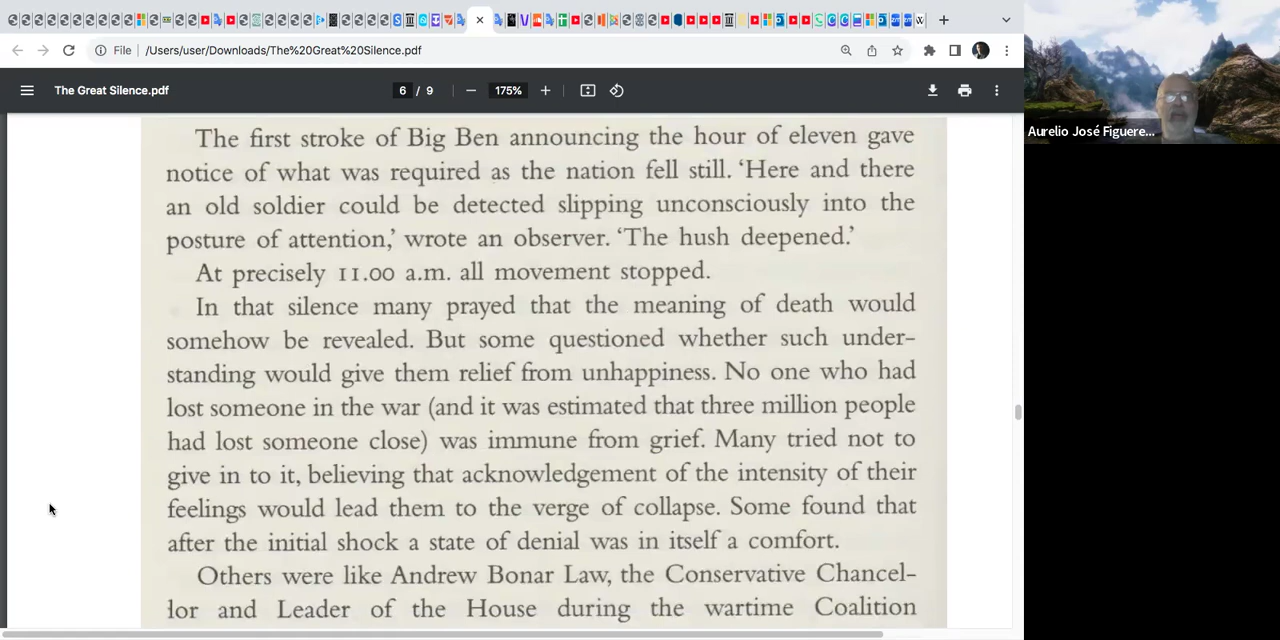 File
/Users/user/Downloads/The%20Great%20Silence.pdf
The Great Silence.pdf
6 / 9
175%
Aurelio José Figuere...
The first stroke of Big Ben announcing the hour of eleven gave
notice of what was required as the nation fell still. ‘Here and there
an old soldier could be detected slipping unconsciously into the
posture of attention,’ wrote an observer. ‘The hush deepened.’
At precisely 11.00 a.m. all movement stopped.
In that silence many prayed that the meaning of death would
somehow be revealed. But some questioned whether such under-
standing would give them relief from unhappiness. No one who had
lost someone in the war (and it was estimated that three million people
had lost someone close) was immune from grief. Many tried not to
give in to it, believing that acknowledgement of the intensity of their
feelings would lead them to the verge of collapse. Some found that
after the initial shock a state of denial was in itself a comfort.
Others were like Andrew Bonar Law, the Conservative Chancel-
lor and Leader of the House during the wartime Coalition